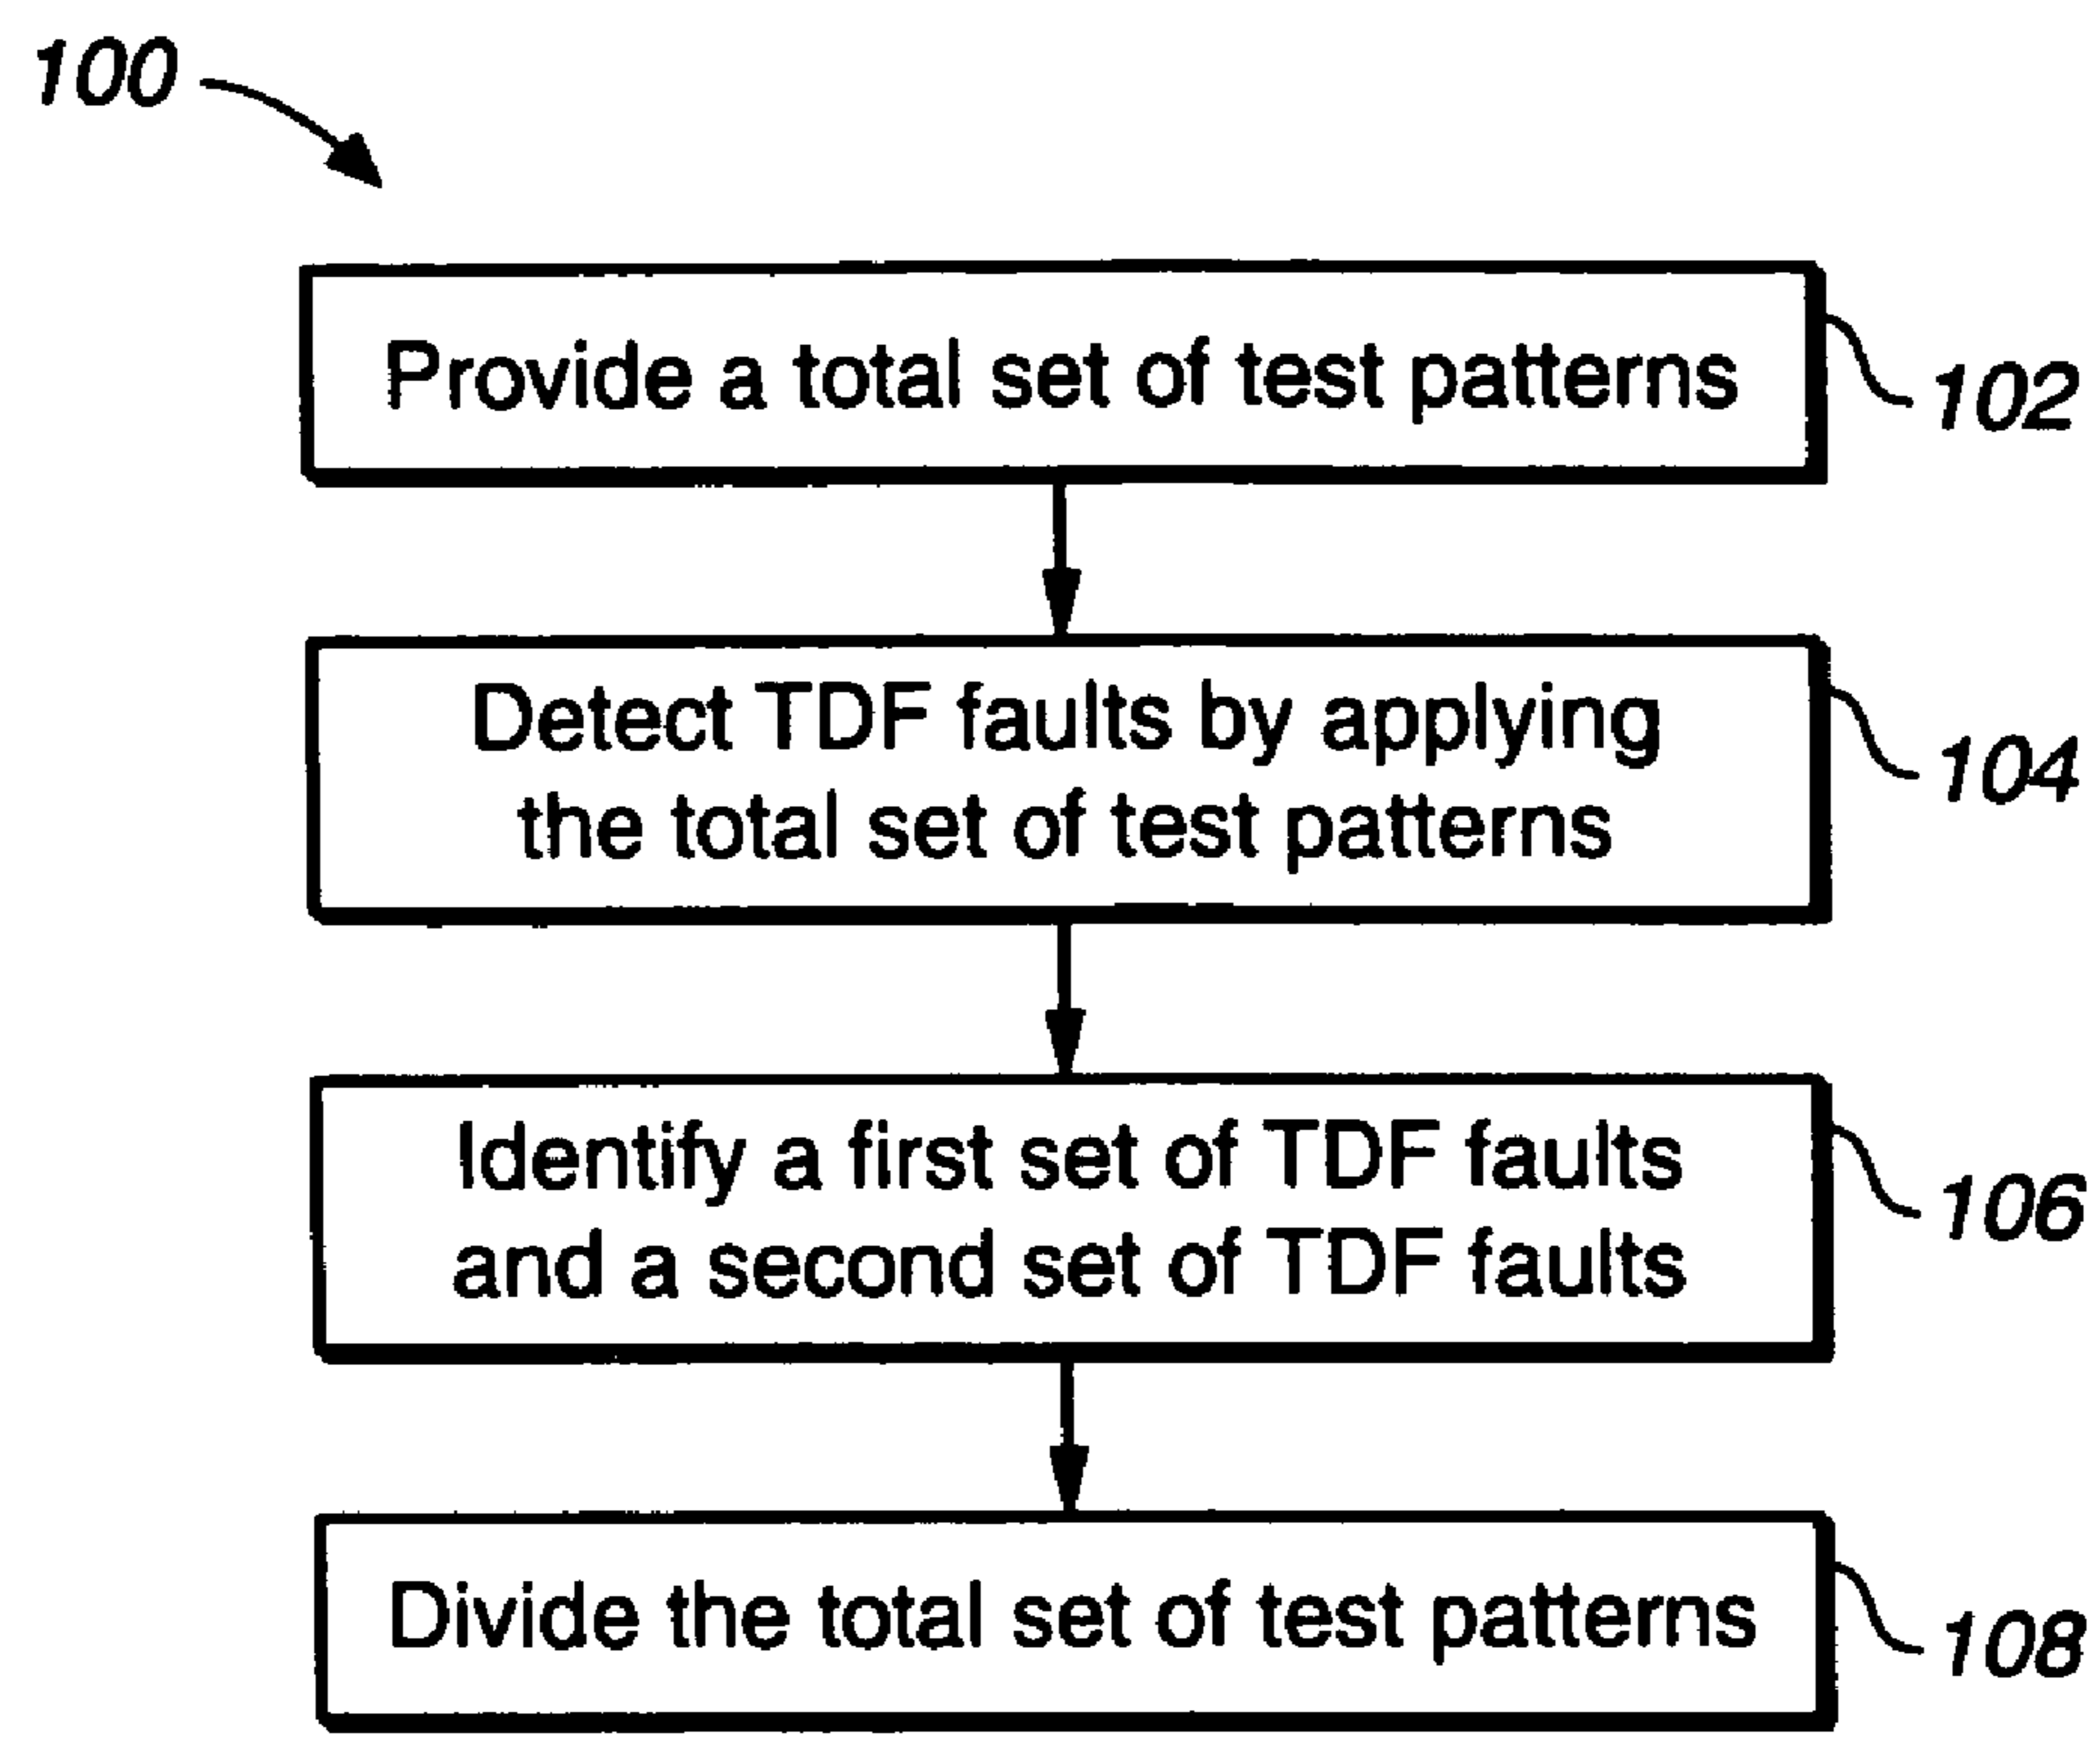 100
Provide a total set of test patterns
102
Detect TDF faults by applying
the total set of test patterns
104
Identify a first set of TDF faults
and a second set of TDF faults
106
Divide the total set of test patterns
108